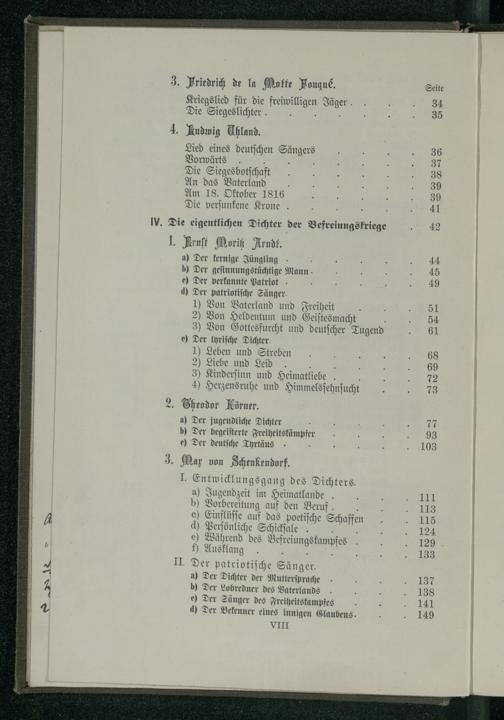 3. Friedrich de la Motte Fouqué.
Seite
Kriegslied für die freiwilligen Jäger . . . . 34
Die Siegeslichter . . . . . . . 35
4. Ludwig Uhland.
Lied eines deutschen Sängers . . . . 36
Vorwärts . . . . . . . 37
Die Siegesbotschaft . . . . . 38
An das Vaterland . . . . . 39
Am 18. Oktober 1816 . . . . . 39
Die versunkene Krone . . . . . 41
IV. Die eigentlichen Dichter der Befreiungskriege . 42
1. Ernst Moritz Arndt.
a) Der kernige Jüngling . . . . . 44
b) Der gesinnungstüchtige Mann . . . . 45
c) Der verkannte Patriot . . . . . 49
d) Der patriotische Sänger
1) Von Vaterland und Freiheit . . . 51
2) Von Heldentum und Geistesmacht . . 54
3) Von Gottesfurcht und deutscher Tugend . 61
e) Der lyrische Dichter
1) Leben und Streben . . . . 68
2) Liebe und Leid . . . . . 69
3) Kindersinn und Heimatliebe . . . . 72
4) Herzensruhe und Himmelssehnsucht . . 73
2. Theodor Körner.
a) Der jugendliche Dichter . . . . 77
b) Der begeisterte Freiheitskämpfer . . . 93
c) Der deutsche Tyrtäus . . . . . 103
3. Max von Schenkendorf.
I. Entwicklungsgang des Dichters.
a) Jugendzeit im Heimatlande . . . . 111
b) Vorbereitung auf den Beruf . . . . 113
c) Einflüsse auf das poetische Schaffen . . 115
d) Persönliche Schicksale . . . . . 124
e) Während des Befreiungskampfes . . . 129
f) Ausklang . . . . . . 133
II. Der patriotische Sänger.
a) Der Dichter der Muttersprache . . . 137
b) Der Lobredner des Vaterlands . . . 138
c) Der Sänger des Freiheitskampfes . . . 141
d) Der Bekenner eines innigen Glaubens . . . 149
VIII